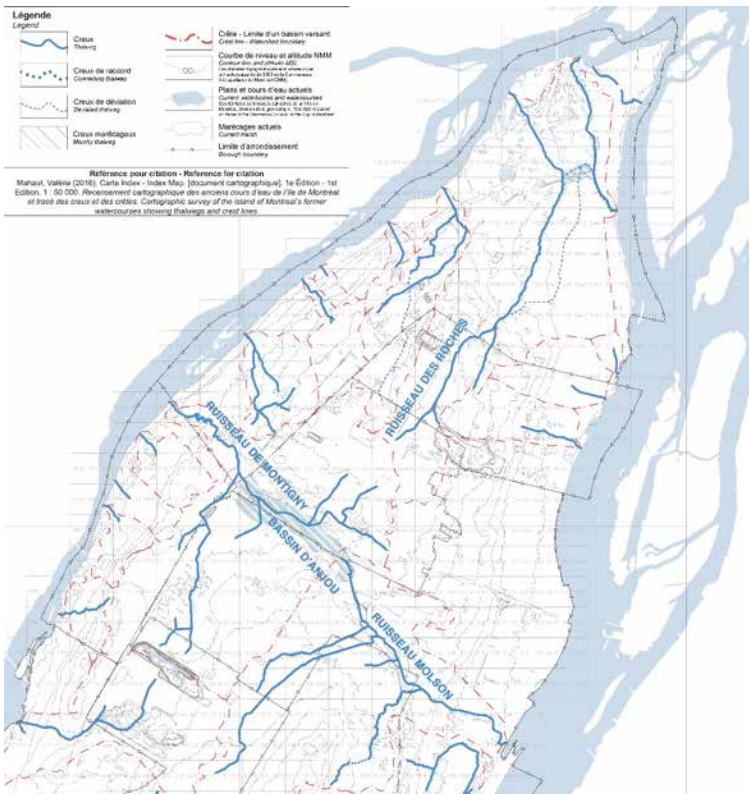 Légende
Legend
Creux
Thalweg
Creux de raccord
Connecting thalweg
Creux de déviation
Deviated thalweg
Creux marécageux
Marshy thalweg
Crête - Limite d'un bassin versant
Crest line - Watershed boundary
Courbe de niveau et altitude NMM
Contour line and altitude MSL
Plans et cours d'eau actuels
Current waterbodies and watercourses
Marécages actuels
Current marsh
Limite d'arrondissement
Borough boundary
Référence pour citation - Reference for citation
Mahaut, Valérie (2016). Carte Index - Index Map. [document cartographique]. 1e Édition - 1st
Edition. 1 : 50 000. Recensement cartographique des anciens cours d'eau de l'île de Montréal
et tracé des creux et des crêtes. Cartographic survey of the island of Montreal's former
watercourses showing thalwegs and crest lines.
RUISSEAU DES ROCHES
RUISSEAU DE MONTIGNY
BASSIN D'ANJOU
RUISSEAU MOLSON